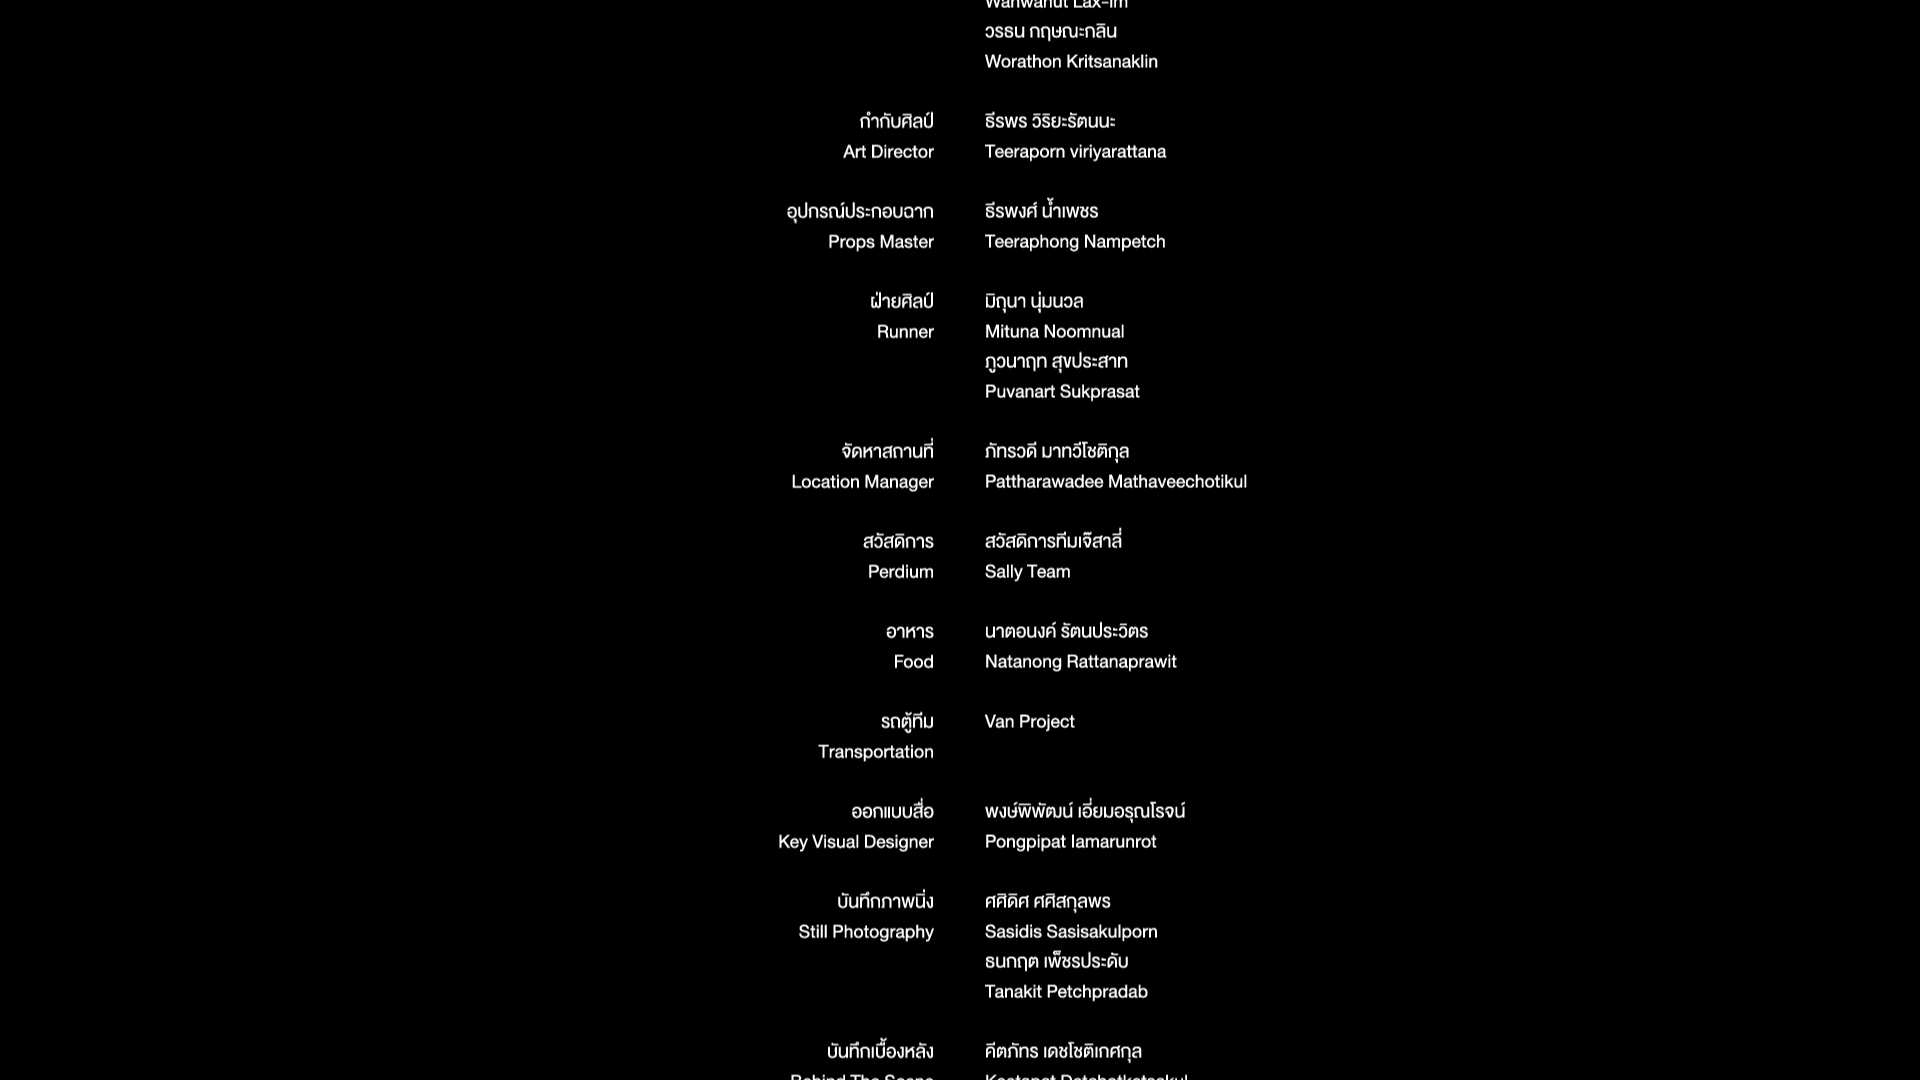 วรธน กฤษณะกลิน
Worathon Kritsanaklin
กำกับศิลป์ ธีรพร วิริยะรัตนนะ
Art Director Teeraporn viriyarattana
อุปกรณ์ประกอบฉาก ธีรพงศ์ น้ำเพชร
Props Master Teeraphong Nampetch
ฝ่ายศิลป์ มิถุนา นุ่มนวล
Runner Mituna Noomnual
ภูวนาฤท สุขประสาท
Puvanart Sukprasat
จัดหาสถานที่ ภัทรวดี มาทวีโชติกุล
Location Manager Pattharawadee Mathaveechotikul
สวัสดิการ สวัสดิการทีมเจ๊สาลี่
Perdium Sally Team
อาหาร นาตอนงค์ รัตนประวิตร
Food Natanong Rattanaprawit
รถตู้ทีม Van Project
Transportation
ออกแบบสื่อ พงษ์พิพัฒน์ เอี่ยมอรุณโรจน์
Key Visual Designer Pongpipat Iamarunrot
บันทึกภาพนิ่ง ศศิดิศ ศศิสกุลพร
Still Photography Sasidis Sasisakulporn
ธนกฤต เพ็ชรประดับ
Tanakit Petchpradab
บันทึกเบื้องหลัง คีตภัทร เดชโชติเกศกุล
Behind The Scene